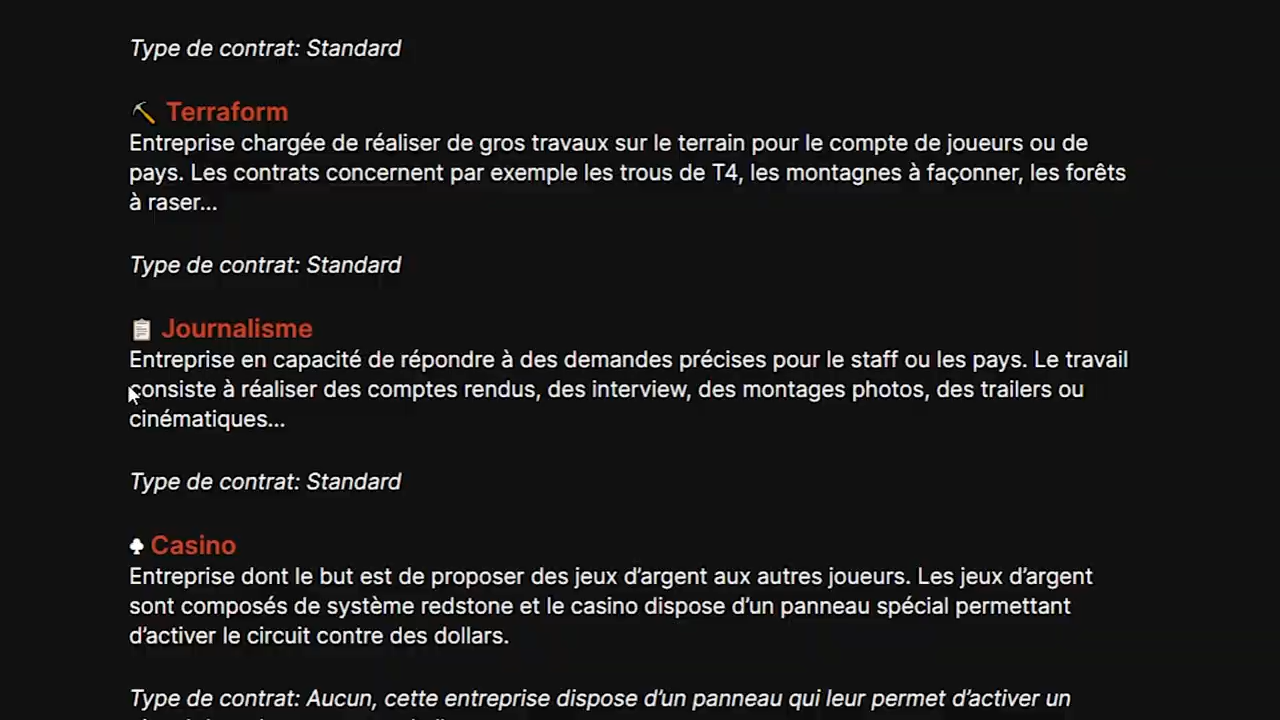 Type de contrat: Standard
Terraform
Entreprise chargée de réaliser de gros travaux sur le terrain pour le compte de joueurs ou de
pays. Les contrats concernent par exemple les trous de T4, les montagnes à façonner, les forêts
à raser...
Type de contrat: Standard
Journalisme
Entreprise en capacité de répondre à des demandes précises pour le staff ou les pays. Le travail
consiste à réaliser des comptes rendus, des interview, des montages photos, des trailers ou
cinématiques...
Type de contrat: Standard
Casino
Entreprise dont le but est de proposer des jeux d’argent aux autres joueurs. Les jeux d’argent
sont composés de système redstone et le casino dispose d’un panneau spécial permettant
d’activer le circuit contre des dollars.
Type de contrat: Aucun, cette entreprise dispose d’un panneau qui leur permet d’activer un